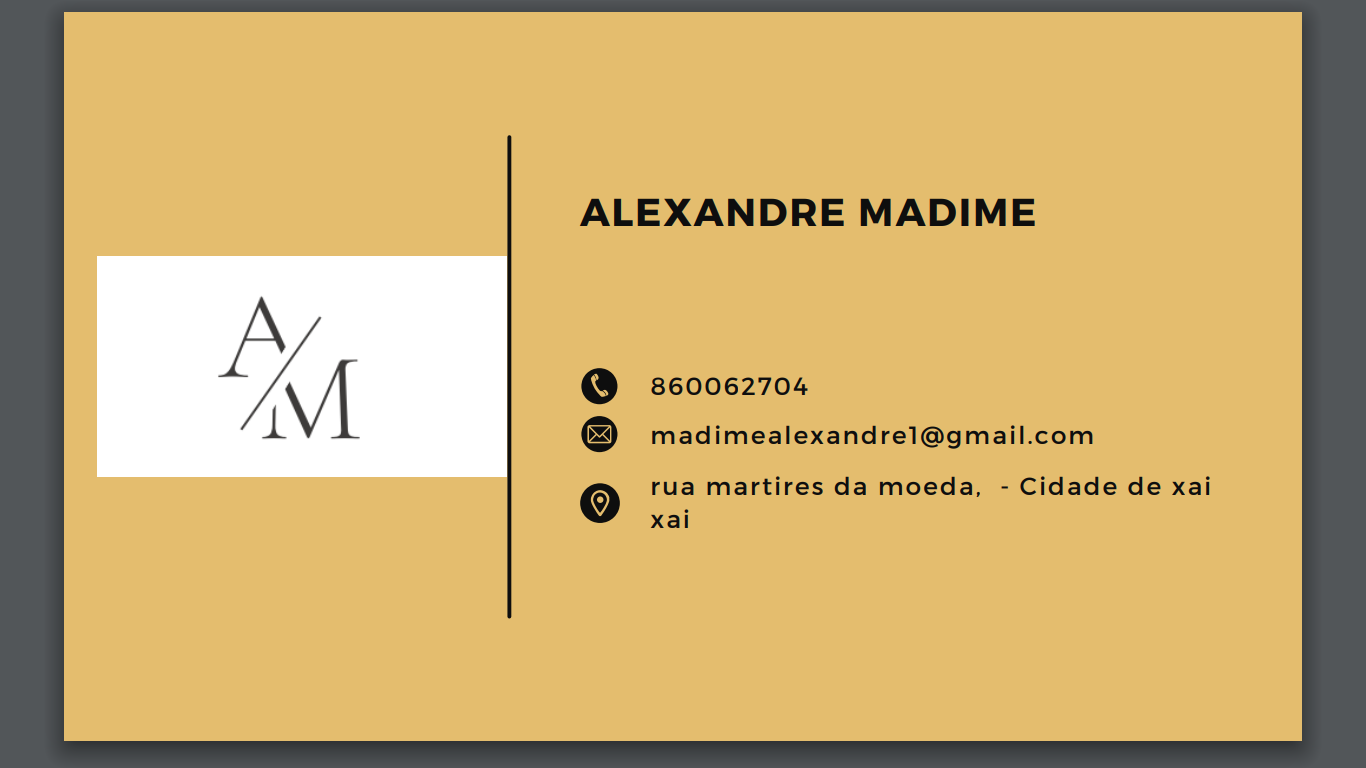 A/M
ALEXANDRE MADIME
860062704
madimealexandre1@gmail.com
rua martires da moeda,  - Cidade de xai
xai